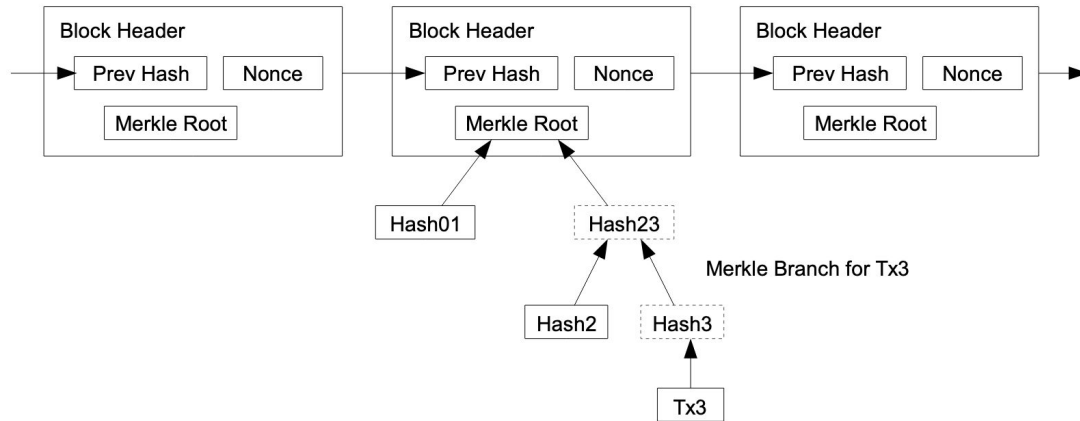 Block Header
Prev Hash Nonce
Merkle Root
Block Header
Prev Hash Nonce
Merkle Root
Block Header
Prev Hash Nonce
Merkle Root
Hash01 Hash23
Merkle Branch for Tx3
Hash2 Hash3
Tx3